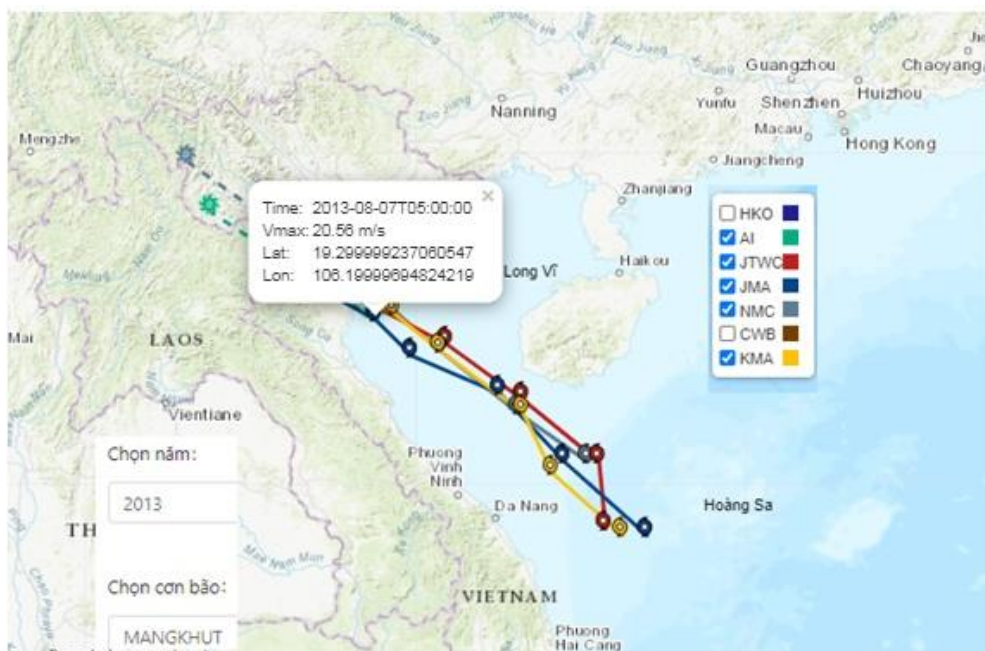 Guangzhou
Chaoyang
Huizhou
Yunfu
Shenzhen
Nanning
Macau
Hong Kong
Mengzhe
Jiangcheng
Zhanjiang
×
Time: 2013-08-07T05:00:00
Vmax: 20.56 m/s
Lat: 19.299999237060547
Lon: 106.19999694824219
HKO
AI
JTWC
JMA
NMC
CWB
KMA
Long Vĩ
Haikou
Mai
LAOS
Song Ca
Vientiane
Chọn năm:
2013
Phuong
Vinh
Ninh
Da Nang
Hoàng Sa
TH
Chọn cơn bão:
MANGKHUT
VIETNAM
Phuong
Hai Cang